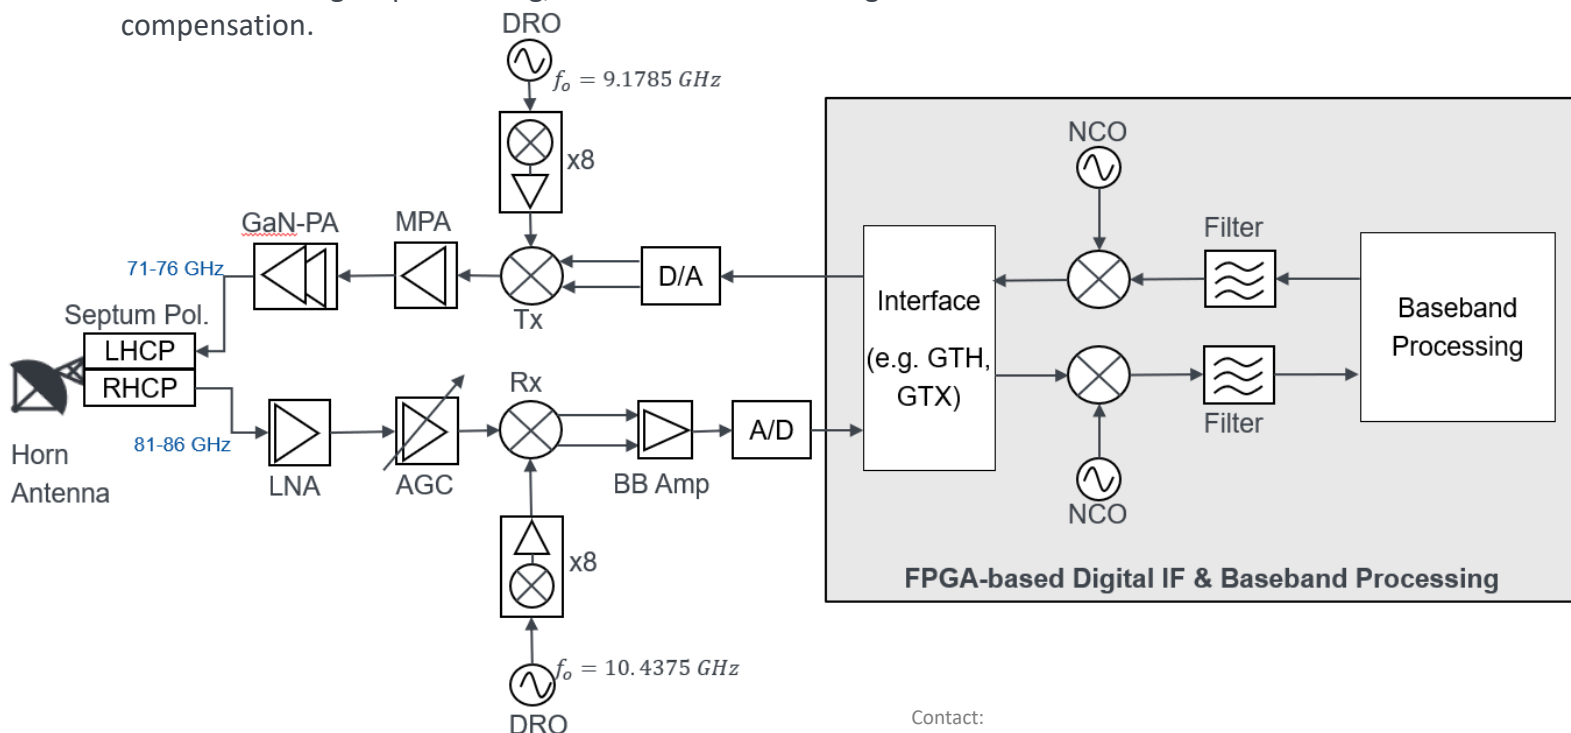 compensation.
DRO
f_o = 9.1785 GHz
x8
NCO
GaN-PA
MPA
Filter
71-76 GHz
D/A
Tx
Interface
(e.g. GTH,
GTX)
Baseband
Processing
Septum Pol.
LHCP
RHCP
Rx
81-86 GHz
A/D
Filter
Horn
Antenna
LNA
AGC
BB Amp
NCO
x8
FPGA-based Digital IF & Baseband Processing
f_o = 10.4375 GHz
DRO
Contact: